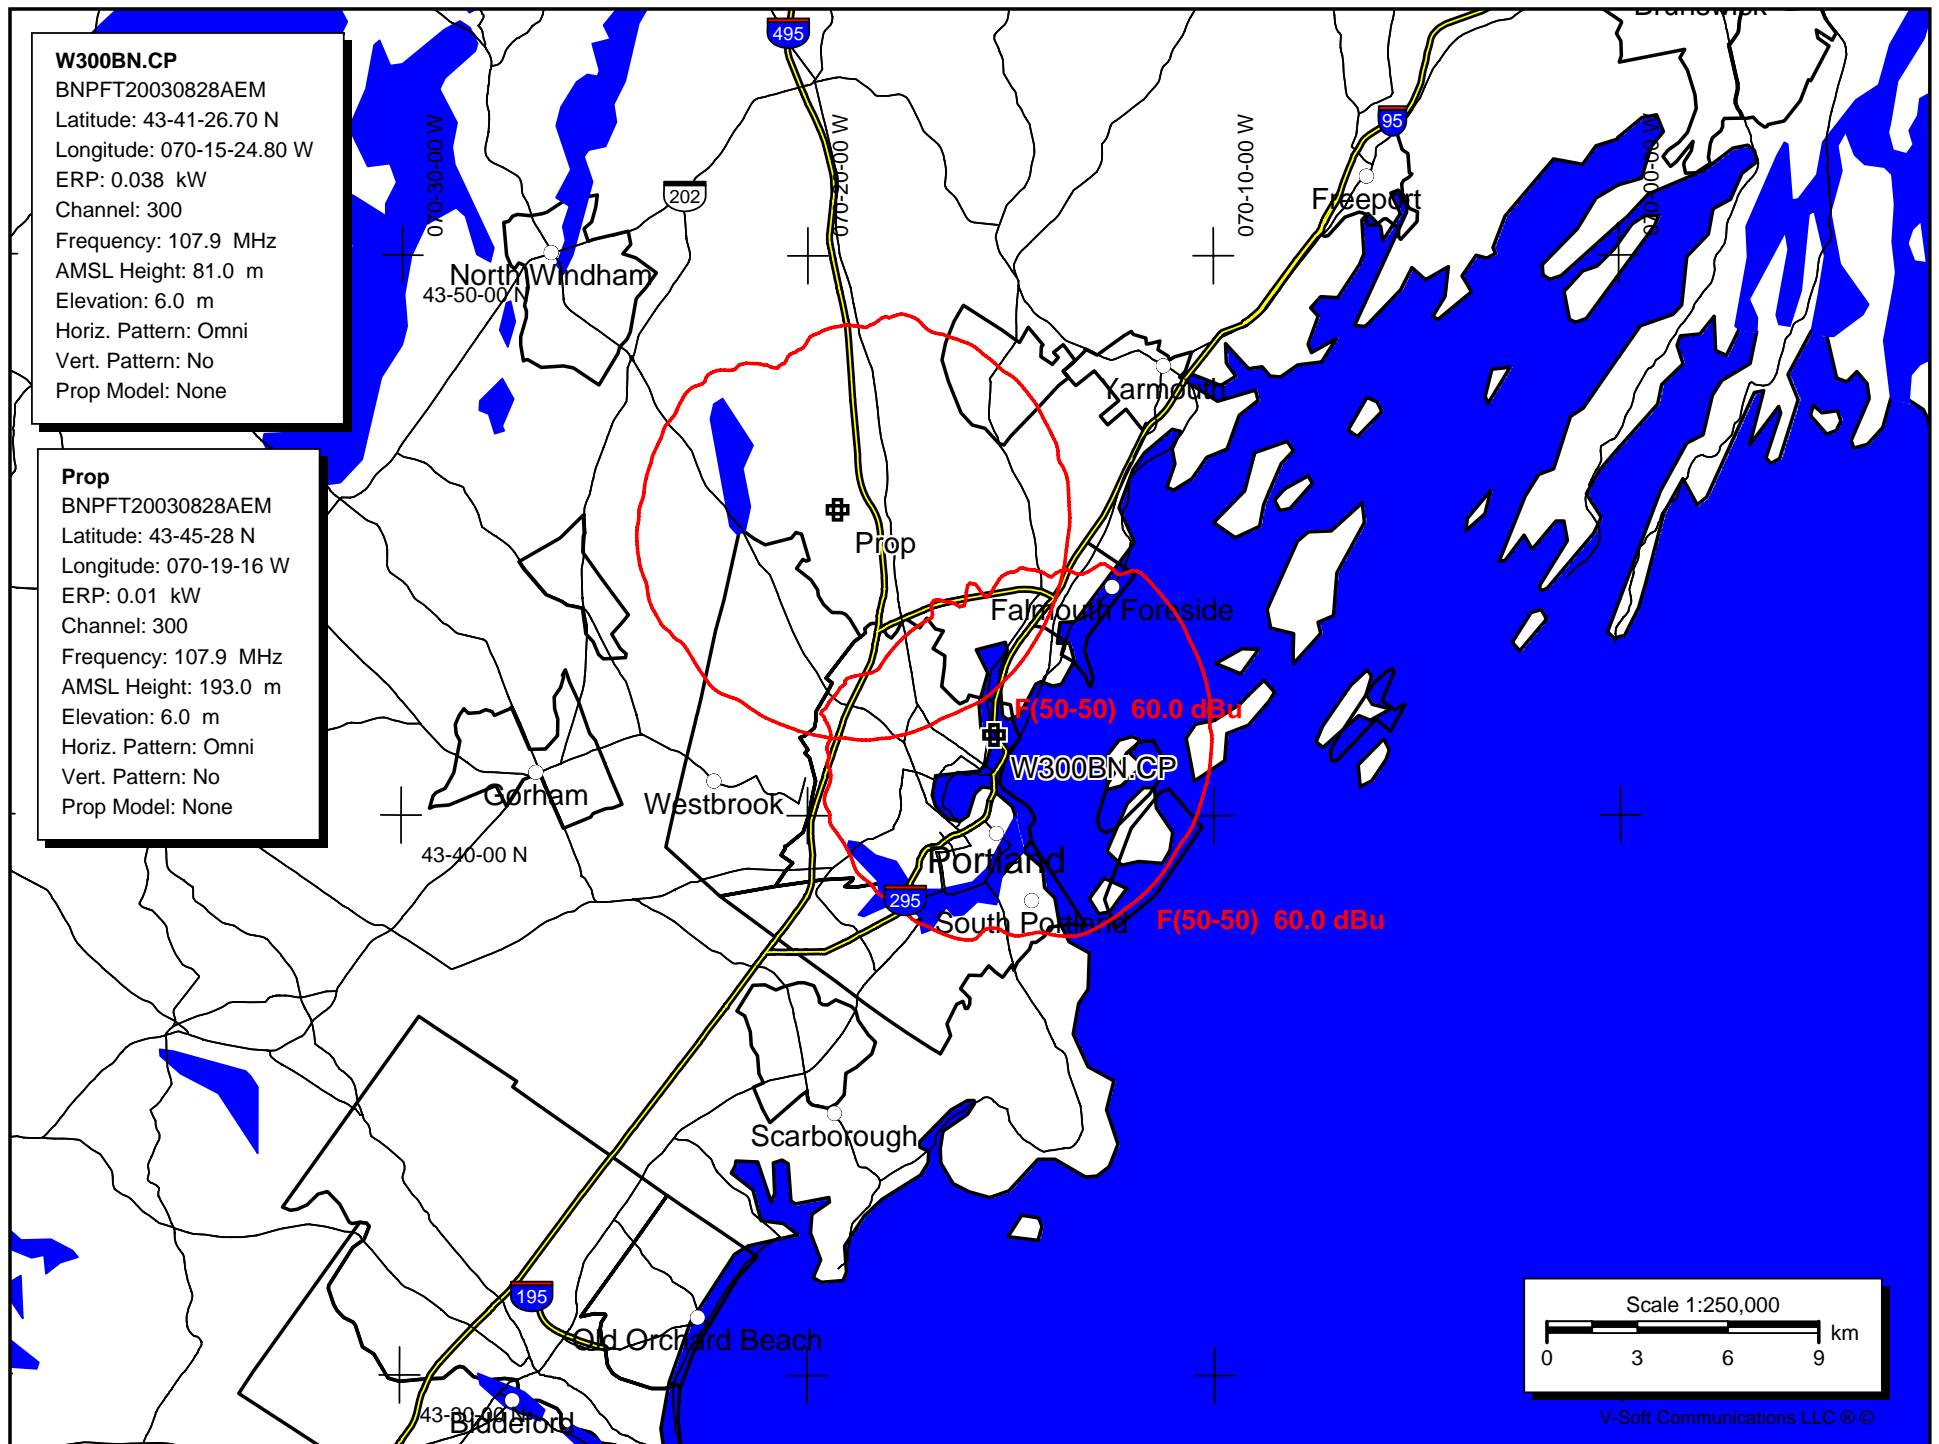 Brunswick
495
W300BN.CP
BNPFT20030828AEM
Latitude: 43-41-26.70 N
Longitude: 070-15-24.80 W
ERP: 0.038 kW
Channel: 300
Frequency: 107.9 MHz
AMSL Height: 81.0 m
Elevation: 6.0 m
Horiz. Pattern: Omni
Vert. Pattern: No
Prop Model: None
95
070-30-00 W
070-20-00 W
070-10-00 W
070-00-00 W
202
Freeport
North Windham
43-50-00 N
Yarmouth
Prop
BNPFT20030828AEM
Latitude: 43-45-28 N
Longitude: 070-19-16 W
ERP: 0.01 kW
Channel: 300
Frequency: 107.9 MHz
AMSL Height: 193.0 m
Elevation: 6.0 m
Horiz. Pattern: Omni
Vert. Pattern: No
Prop Model: None
Prop
Falmouth Foreside
F(50-50) 60.0 dBu
W300BN.CP
Gorham
Westbrook
43-40-00 N
Portland
295
South Portland
F(50-50) 60.0 dBu
Scarborough
195
Old Orchard Beach
Scale 1:250,000
km
0 3 6 9
43-30-00 N
Biddeford
V-Soft Communications LLC ® ©